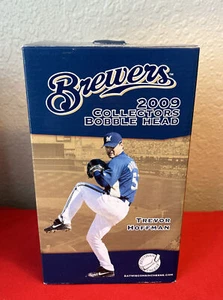 Brewers
2009
COLLECTORS
BOBBLE HEAD
TREVOR
HOFFMAN